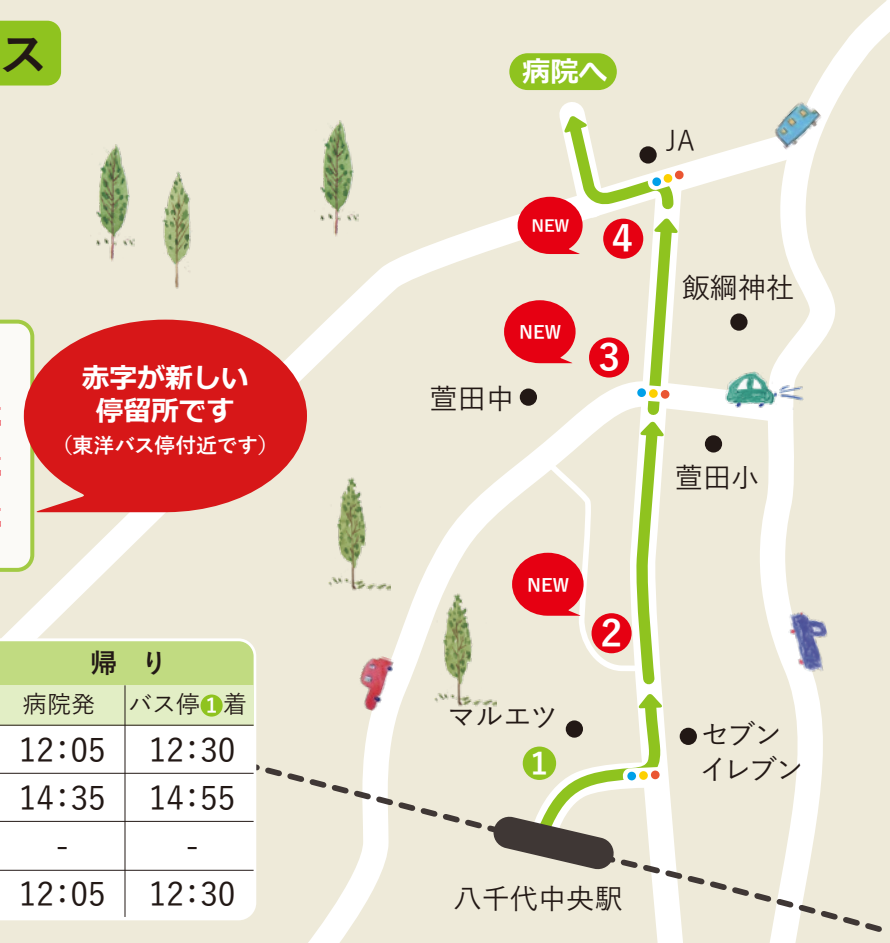 ス
病院へ
JA
NEW
4
飯綱神社
NEW
3
萱田中
赤字が新しい
停留所です
（東洋バス停付近です）
萱田小
NEW
2
マルエツ
1
セブン
イレブン
八千代中央駅
帰 り
病院発 バス停1着
12：05 12：30
14：35 14：55
- -
12：05 12：30